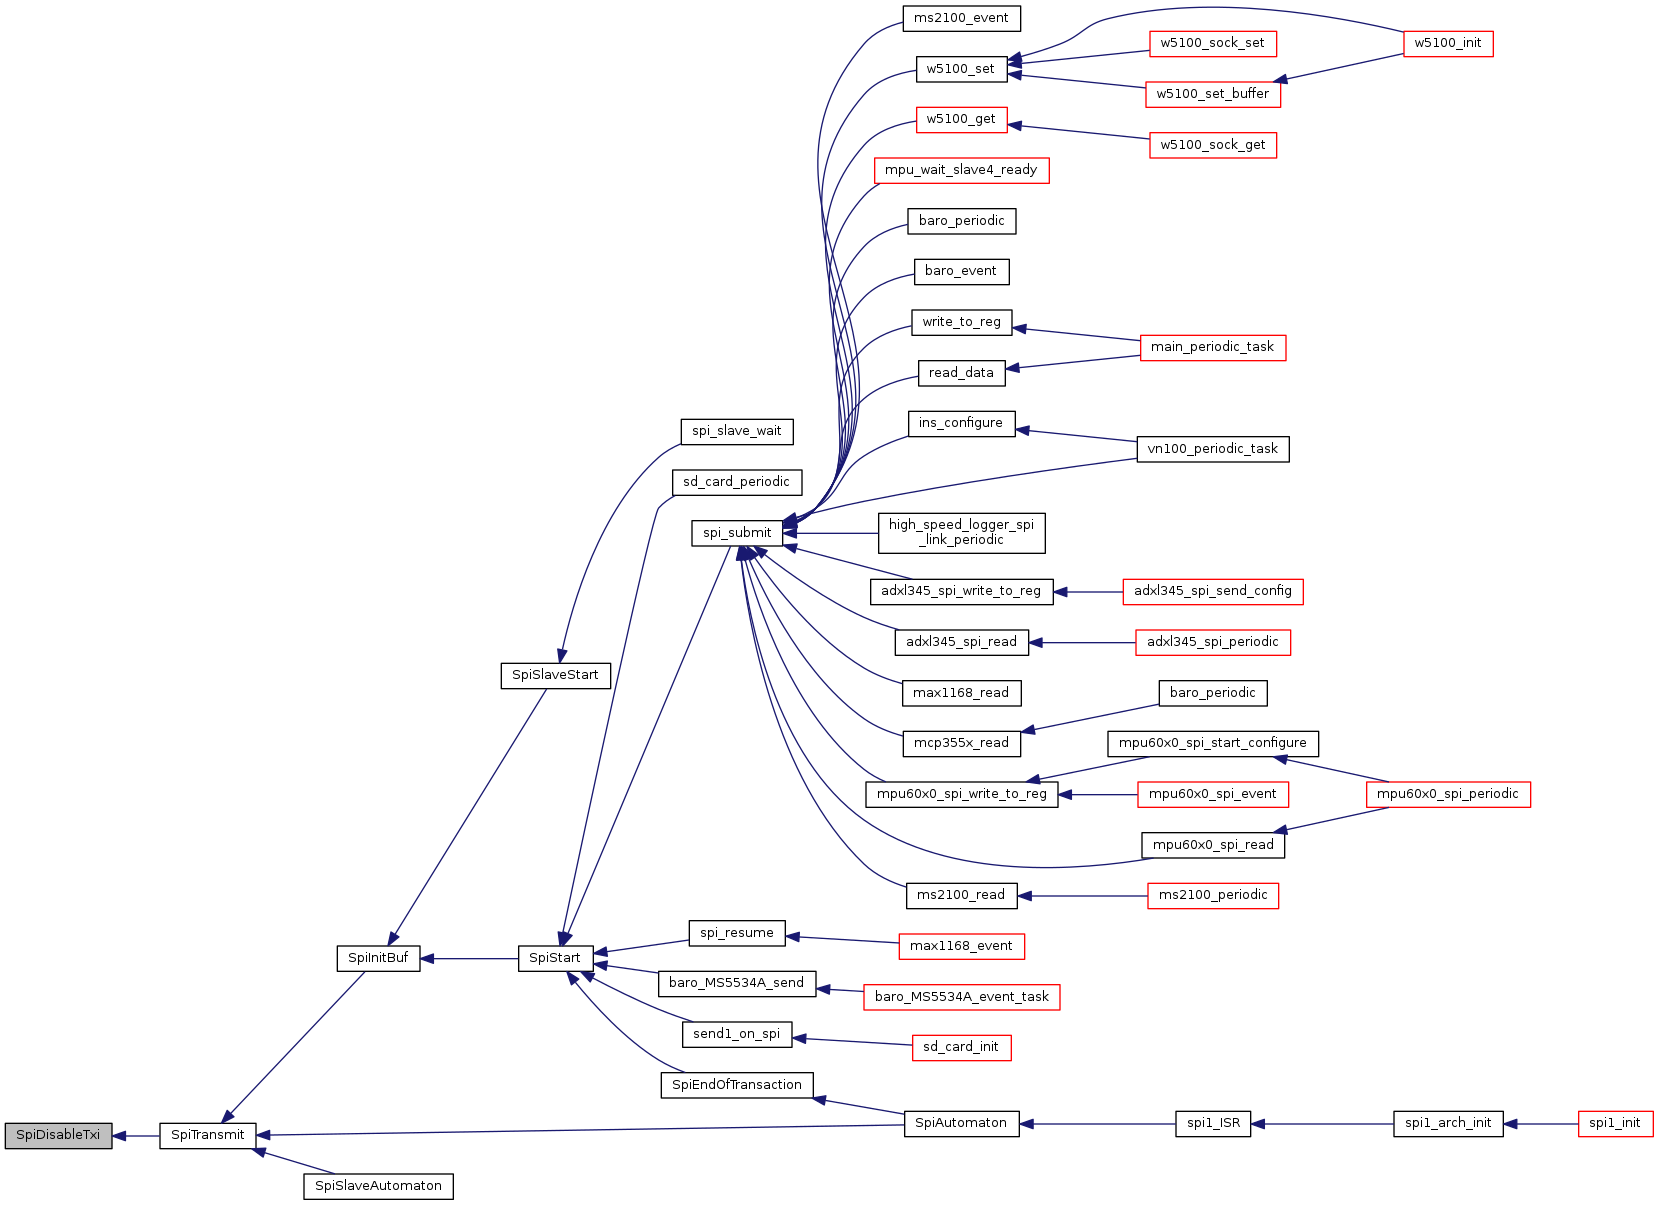 ms2100_event
w5100_set
w5100_sock_set
w5100_init
w5100_set_buffer
w5100_get
w5100_sock_get
mpu_wait_slave4_ready
baro_periodic
baro_event
write_to_reg
main_periodic_task
read_data
ins_configure
spi_slave_wait
vn100_periodic_task
sd_card_periodic
spi_submit
high_speed_logger_spi
_link_periodic
adxl345_spi_write_to_reg
adxl345_spi_send_config
adxl345_spi_read
adxl345_spi_periodic
SpiSlaveStart
max1168_read
baro_periodic
mcp355x_read
mpu60x0_spi_start_configure
mpu60x0_spi_write_to_reg
mpu60x0_spi_event
mpu60x0_spi_periodic
mpu60x0_spi_read
ms2100_read
ms2100_periodic
spi_resume
max1168_event
SpiInitBuf
SpiStart
baro_MS5534A_send
baro_MS5534A_event_task
send1_on_spi
sd_card_init
SpiEndOfTransaction
SpiAutomaton
spi1_ISR
spi1_arch_init
spi1_init
SpiDisableTxi
SpiTransmit
SpiSlaveAutomaton